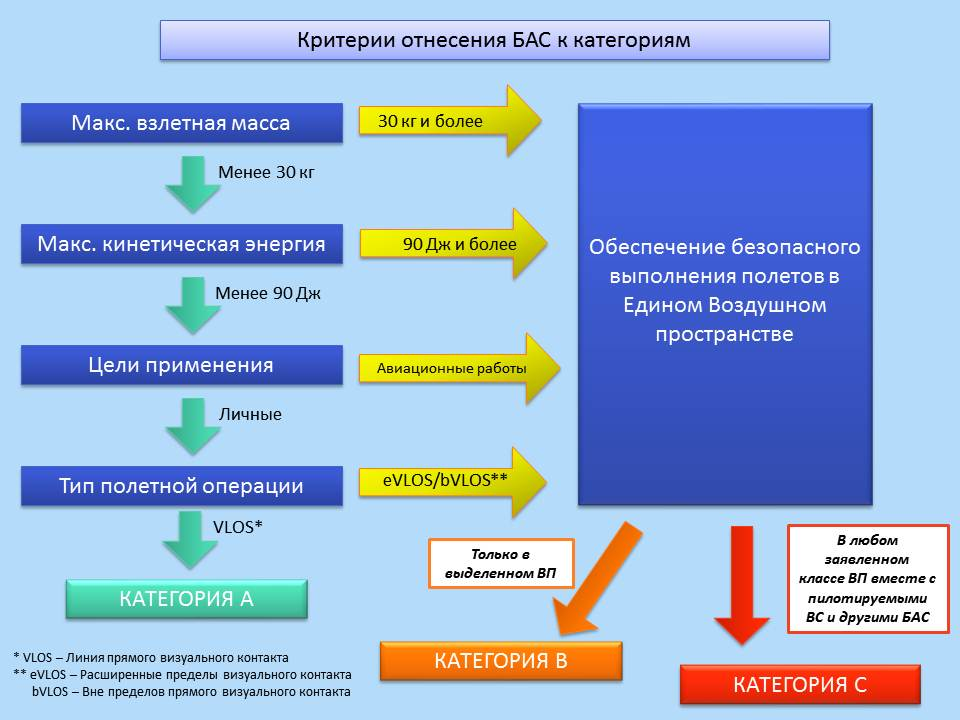 Критерии отнесения БАС к категориям
Макс. взлетная масса
30 кг и более
Менее 30 кг
Макс. кинетическая энергия
90 Дж и более
Менее 90 Дж
Цели применения
Авиационные работы
Личные
Тип полетной операции
eVLOS/bVLOS**
VLOS*
КАТЕГОРИЯ А
Обеспечение безопасного
выполнения полетов в
Едином Воздушном
пространстве
Только в
выделенном ВП
КАТЕГОРИЯ В
В любом
заявленном
классе ВП вместе с
пилотируемыми
ВС и другими БАС
КАТЕГОРИЯ С
* VLOS – Линия прямого визуального контакта
** eVLOS – Расширенные пределы визуального контакта
bVLOS – Вне пределов прямого визуального контакта